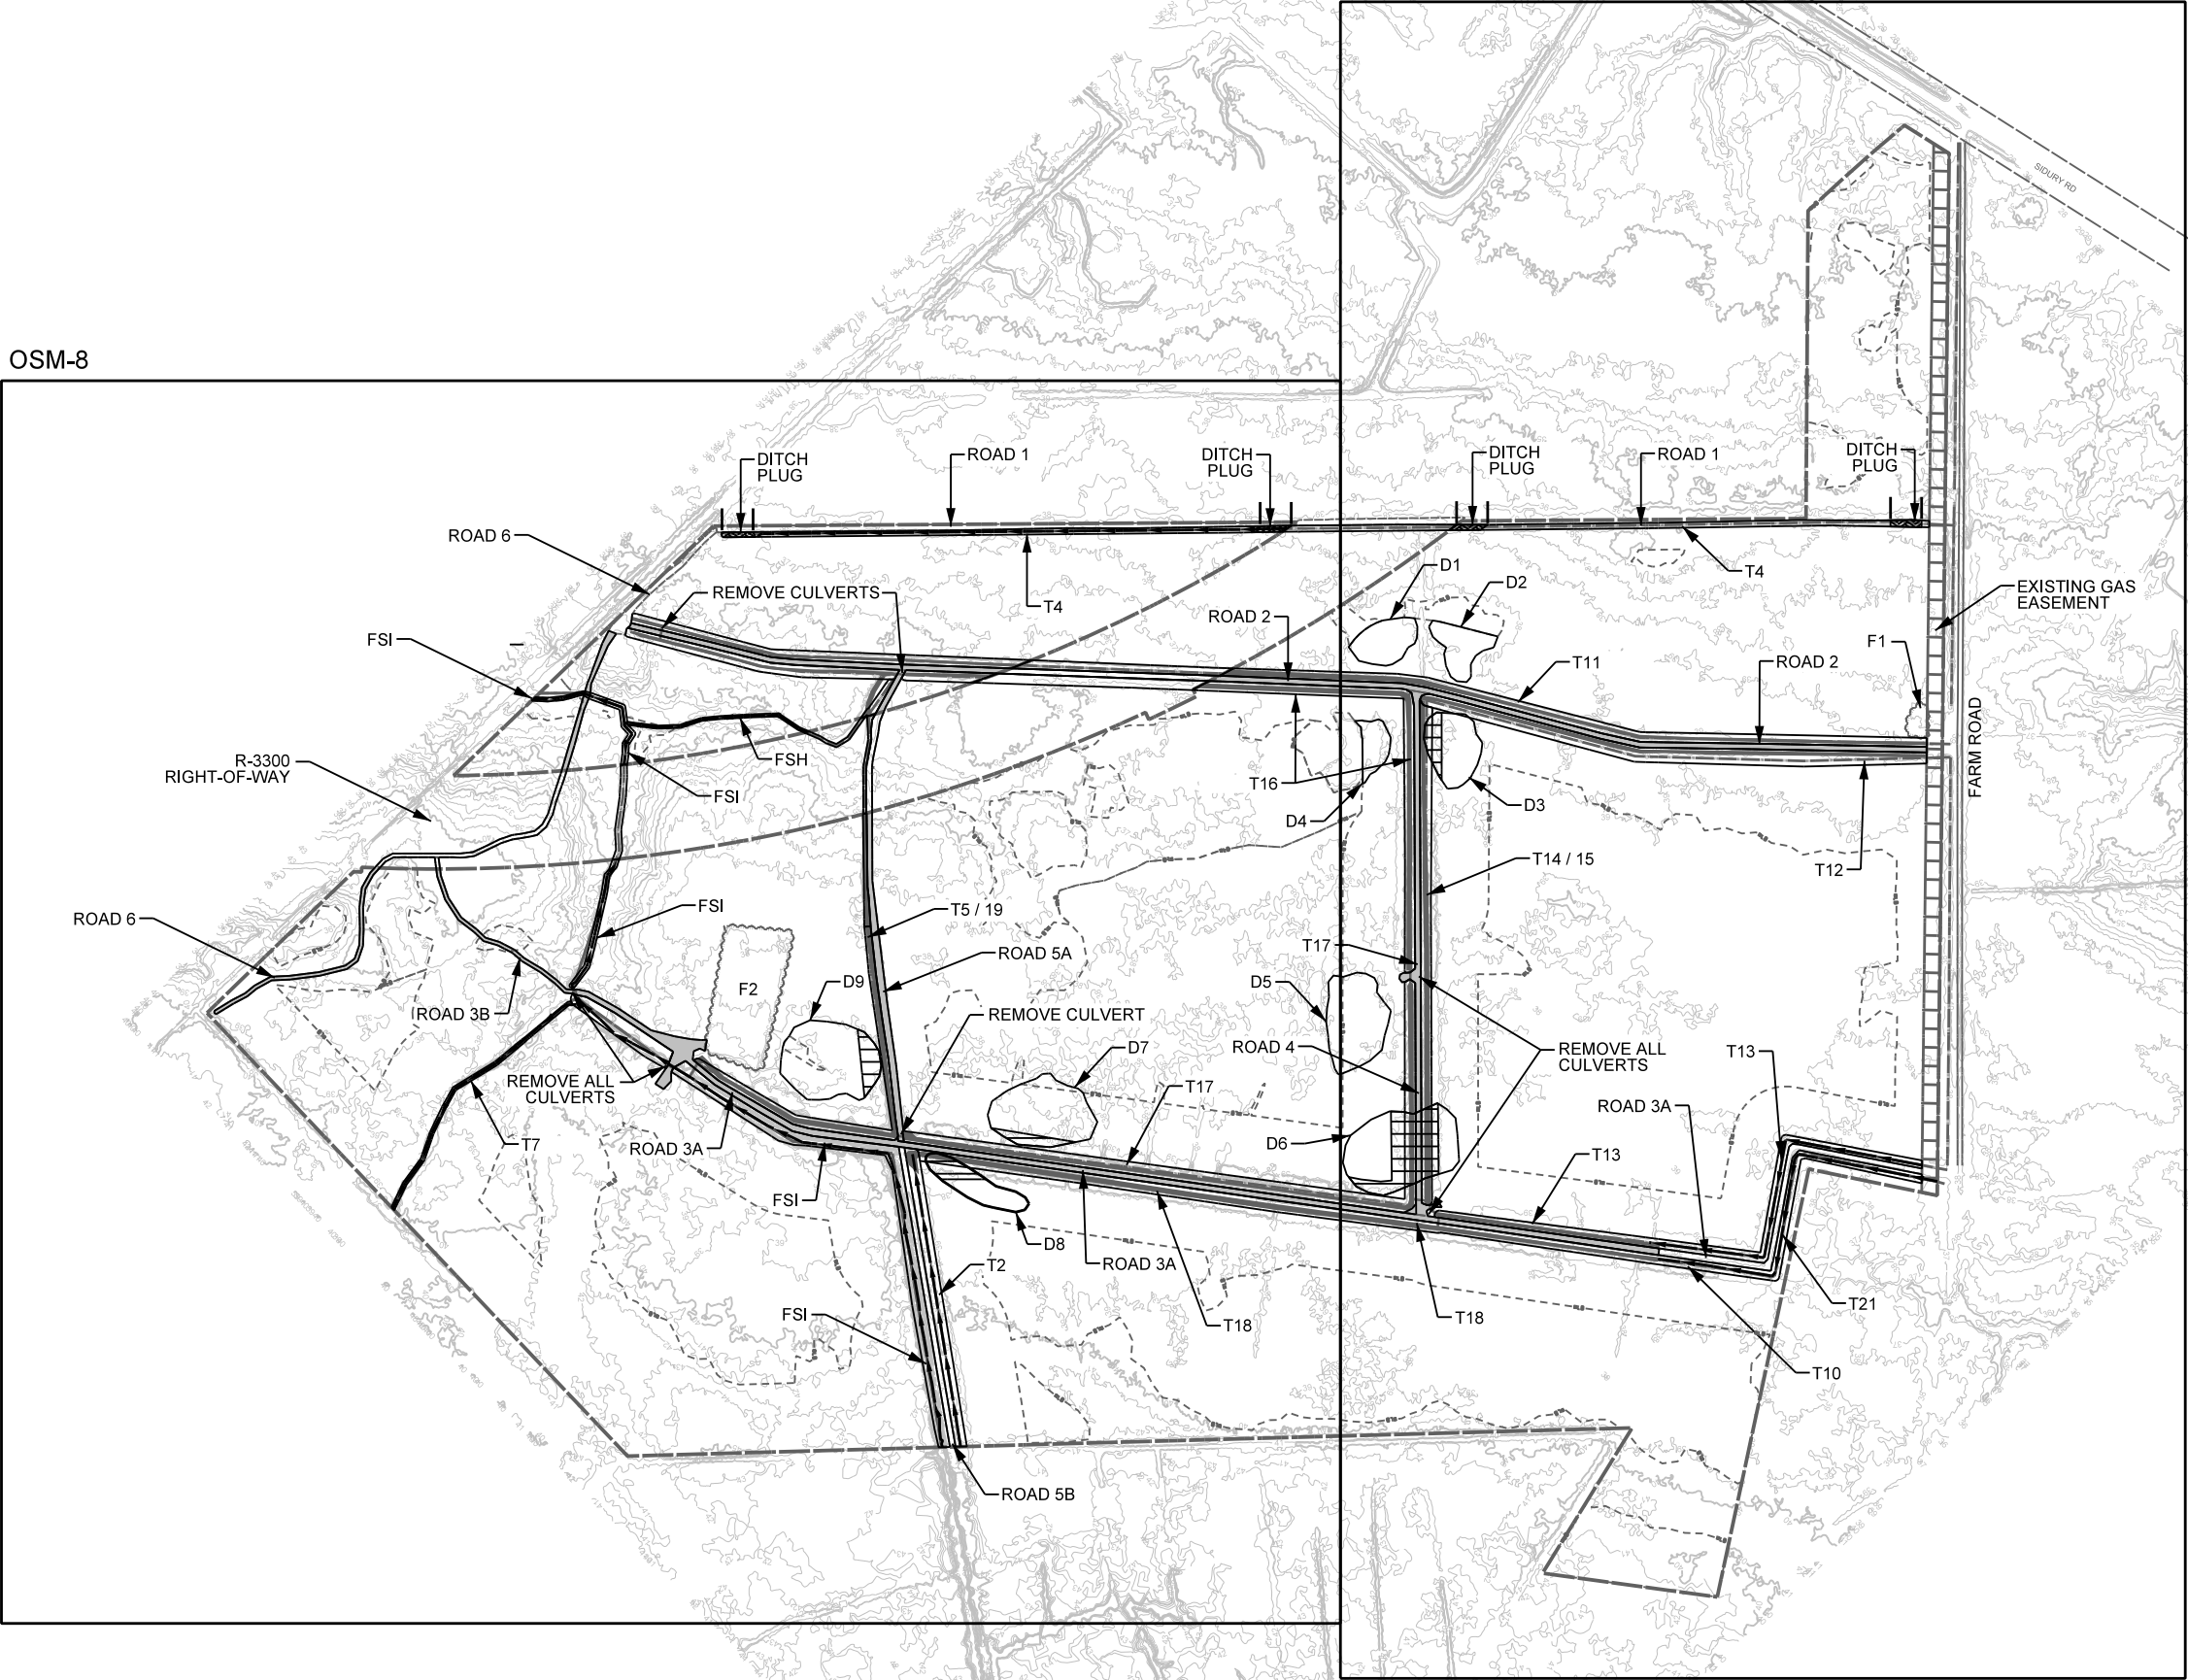 SIDURY RD
OSM-8
DITCH
PLUG
ROAD 1
DITCH
PLUG
DITCH
PLUG
ROAD 1
DITCH
PLUG
ROAD 6
REMOVE CULVERTS
T4
D1
D2
T4
EXISTING GAS
EASEMENT
ROAD 2
FSI
T11
ROAD 2
F1
FARM ROAD
R-3300
RIGHT-OF-WAY
FSH
FSI
T16
D4
D3
T14 / 15
T12
ROAD 6
FSI
T5 / 19
ROAD 5A
T17
F2
D9
D5
ROAD 3B
REMOVE CULVERT
D7
ROAD 4
REMOVE ALL
CULVERTS
T13
REMOVE ALL
CULVERTS
T17
ROAD 3A
T7
ROAD 3A
D6
T13
FSI
D8
T2
ROAD 3A
T18
FSI
T18
T21
T10
ROAD 5B